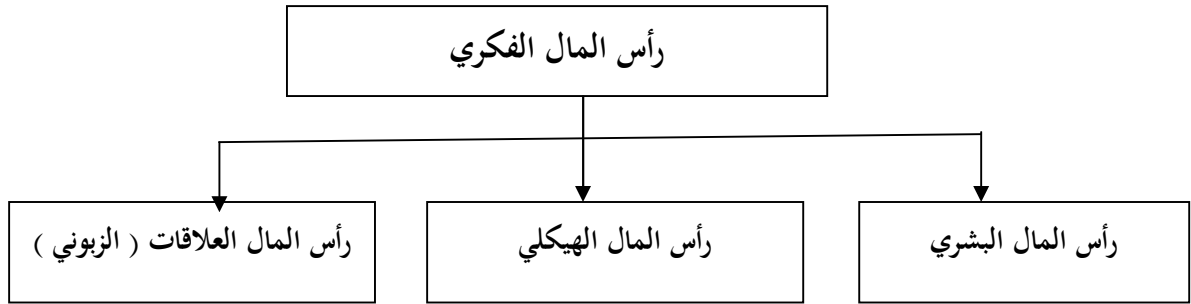 رأس المال الفكري
رأس المال البشري
رأس المال الهيكلي
رأس المال العلاقات ( الزبوني )